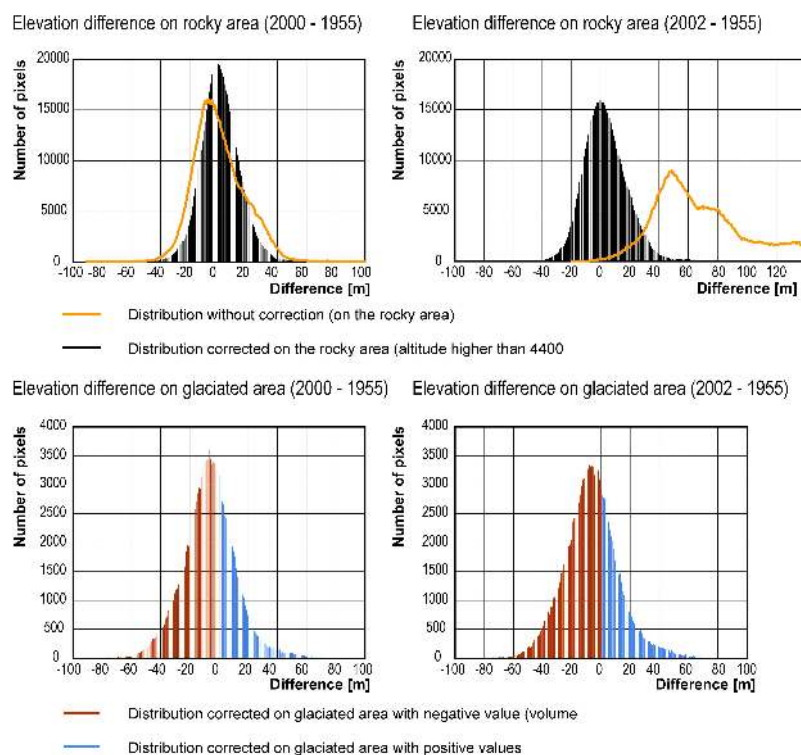 Elevation difference on rocky area (2000 - 1955)
Elevation difference on rocky area (2002 - 1955)
Number of pixels
20000
15000
10000
5000
0
-100 -80 -60 -40 -20 0 20 40 60 80 100
Difference [m]
Number of pixels
20000
15000
10000
5000
0
-100 -80 -60 -40 -20 0 20 40 60 80 100 120
Difference [m]
Distribution without correction (on the rocky area)
Distribution corrected on the rocky area (altitude higher than 4400
Elevation difference on glaciated area (2000 - 1955)
Elevation difference on glaciated area (2002 - 1955)
Number of pixels
4000
3500
3000
2500
2000
1500
1000
500
0
-100 -80 -60 -40 -20 0 20 40 60 80 100
Difference [m]
Number of pixels
4000
3500
3000
2500
2000
1500
1000
500
0
-100 -80 -60 -40 -20 0 20 40 60 80 100
Difference [m]
Distribution corrected on glaciated area with negative value (volume
Distribution corrected on glaciated area with positive values